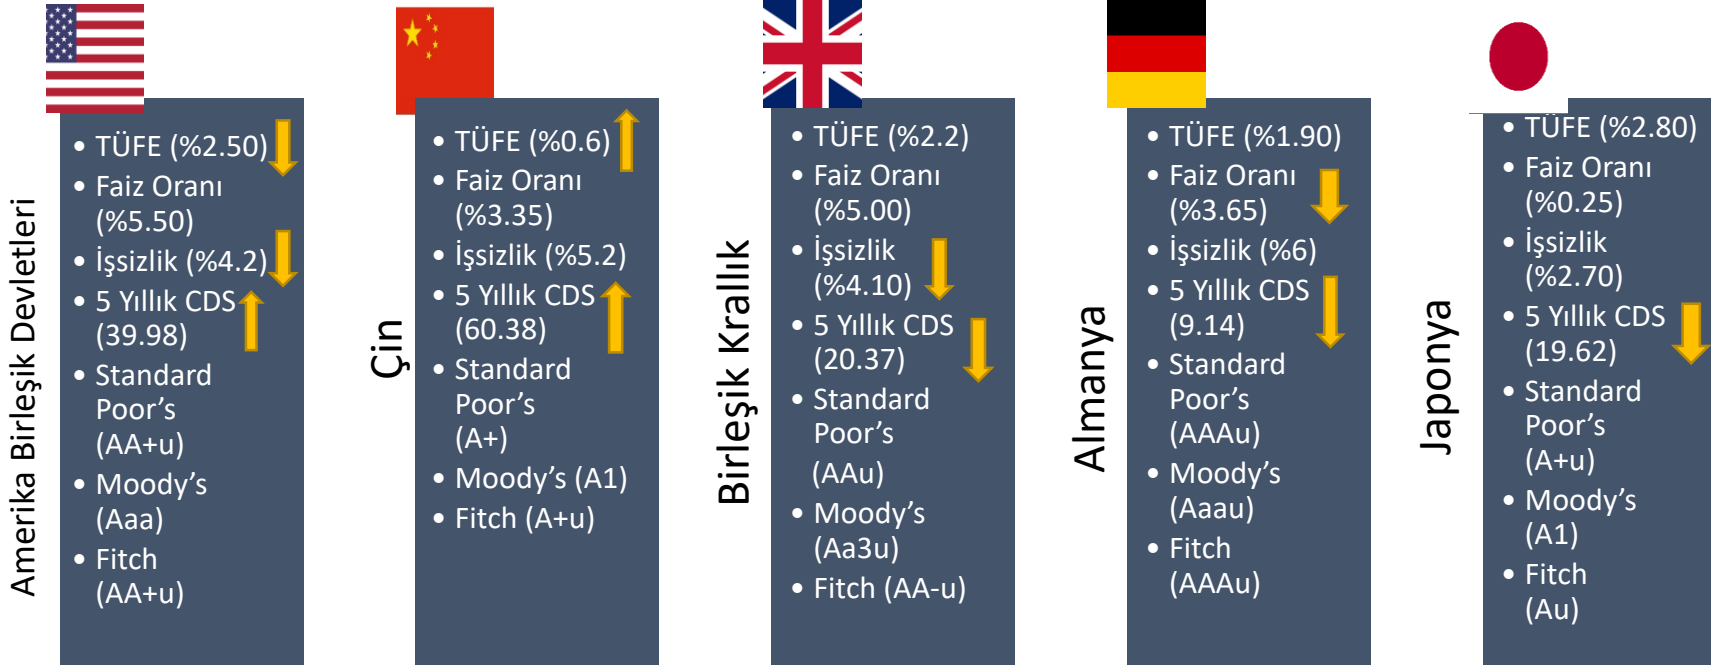 Amerika Birleşik Devletleri
• TÜFE (%2.50)
• Faiz Oranı
(%5.50)
• İşsizlik (%4.2)
• 5 Yıllık CDS
(39.98)
• Standard
Poor's
(AA+u)
• Moody's
(Aaa)
• Fitch
(AA+u)
Çin
• TÜFE (%0.6)
• Faiz Oranı
(%3.35)
• İşsizlik (%5.2)
• 5 Yıllık CDS
(60.38)
• Standard
Poor's
(A+)
• Moody's (A1)
• Fitch (A+u)
Birleşik Krallık
• TÜFE (%2.2)
• Faiz Oranı
(%5.00)
• İşsizlik
(%4.10)
• 5 Yıllık CDS
(20.37)
• Standard
Poor's
(AAu)
• Moody's
(Aa3u)
• Fitch (AA-u)
Almanya
• TÜFE (%1.90)
• Faiz Oranı
(%3.65)
• İşsizlik (%6)
• 5 Yıllık CDS
(9.14)
• Standard
Poor's
(AAAu)
• Moody's
(Aaau)
• Fitch
(AAAu)
Japonya
• TÜFE (%2.80)
• Faiz Oranı
(%0.25)
• İşsizlik
(%2.70)
• 5 Yıllık CDS
(19.62)
• Standard
Poor's
(A+u)
• Moody's
(A1)
• Fitch
(Au)